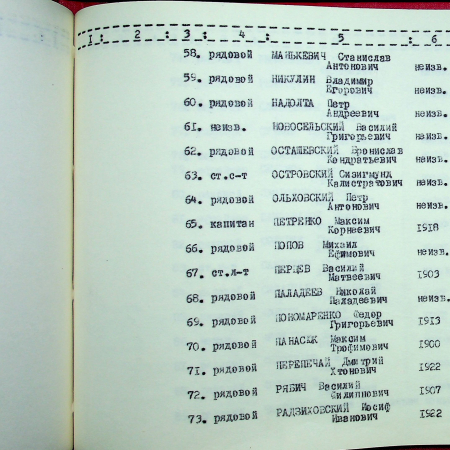 1: 2 : 3: 4: 5 : 6
58. рядовой МАЦЬКЕВИЧ Станислав
Антонович неизв.
59. рядовой НИКУЛИН Владимир
Егорович неизв.
60. рядовой НАДОЛТА Петр
Андреевич неизв.
61. неизв. НОВОСЕЛЬСКИЙ Василий
Григорьевич неизв.
62. рядовой ОСТАШЕВСКИЙ Бронислав
Кондратьевич неизв.
63. ст.с-т ОСТРОВСКИЙ Сизигмунд
Калистратович неизв.
64. рядовой ОЛЬХОВСКИЙ Петр
Антонович неизв.
65. капитан ПЕТРЕНКО Максим
Корнеевич 1918
66. рядовой ПОПОВ Михаил
Ефимович неизв.
67. ст.л-т ПЕРЦЕВ Василий
Матвеевич 1903
68. рядовой ПАЛАДЕЕВ Николай
Паладеевич неизв.
69. рядовой ПОНОМАРЕНКО Федор
Григорьевич 1913
70. рядовой ПАНАСЮК Максим
Трофимович 1900
71. рядовой ПЕРЕПЕЧАЙ Дмитрий
Хтонович 1922
72. рядовой РЯБИЧ Василий
Филиппович 1907
73. рядовой РАДЗИХОВСКИЙ Иосиф
Иванович 1922